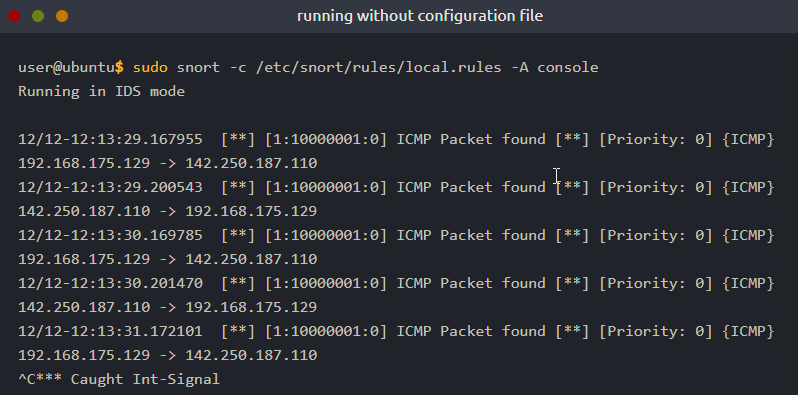 running without configuration file
user@ubuntu$ sudo snort -c /etc/snort/rules/local.rules -A console
Running in IDS mode
12/12-12:13:29.167955  [**] [1:10000001:0] ICMP Packet found [**] [Priority: 0] {ICMP}
192.168.175.129 -> 142.250.187.110
12/12-12:13:29.200543  [**] [1:10000001:0] ICMP Packet found [**] [Priority: 0] {ICMP}
142.250.187.110 -> 192.168.175.129
12/12-12:13:30.169785  [**] [1:10000001:0] ICMP Packet found [**] [Priority: 0] {ICMP}
192.168.175.129 -> 142.250.187.110
12/12-12:13:30.201470  [**] [1:10000001:0] ICMP Packet found [**] [Priority: 0] {ICMP}
142.250.187.110 -> 192.168.175.129
12/12-12:13:31.172101  [**] [1:10000001:0] ICMP Packet found [**] [Priority: 0] {ICMP}
192.168.175.129 -> 142.250.187.110
^C*** Caught Int-Signal